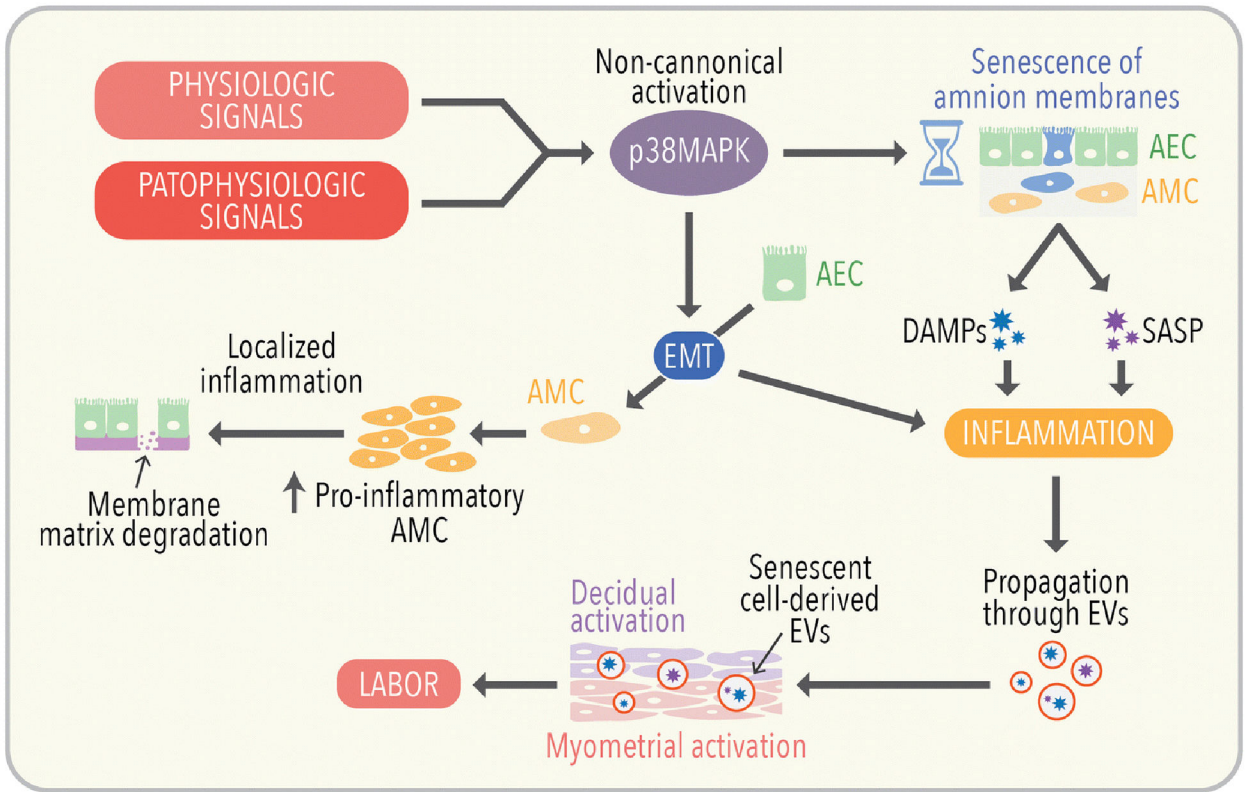 PHYSIOLOGIC
SIGNALS
PATOPHYSIOLOGIC
SIGNALS
Non-cannonical
activation
p38MAPK
Senescence of
amnion membranes
AEC
AMC
AEC
EMT
DAMPs
SASP
Localized
inflammation
AMC
INFLAMMATION
Membrane
matrix degradation
Pro-inflammatory
AMC
Propagation
through EVs
Senescent
cell-derived
EVs
Decidual
activation
LABOR
Myometrial activation